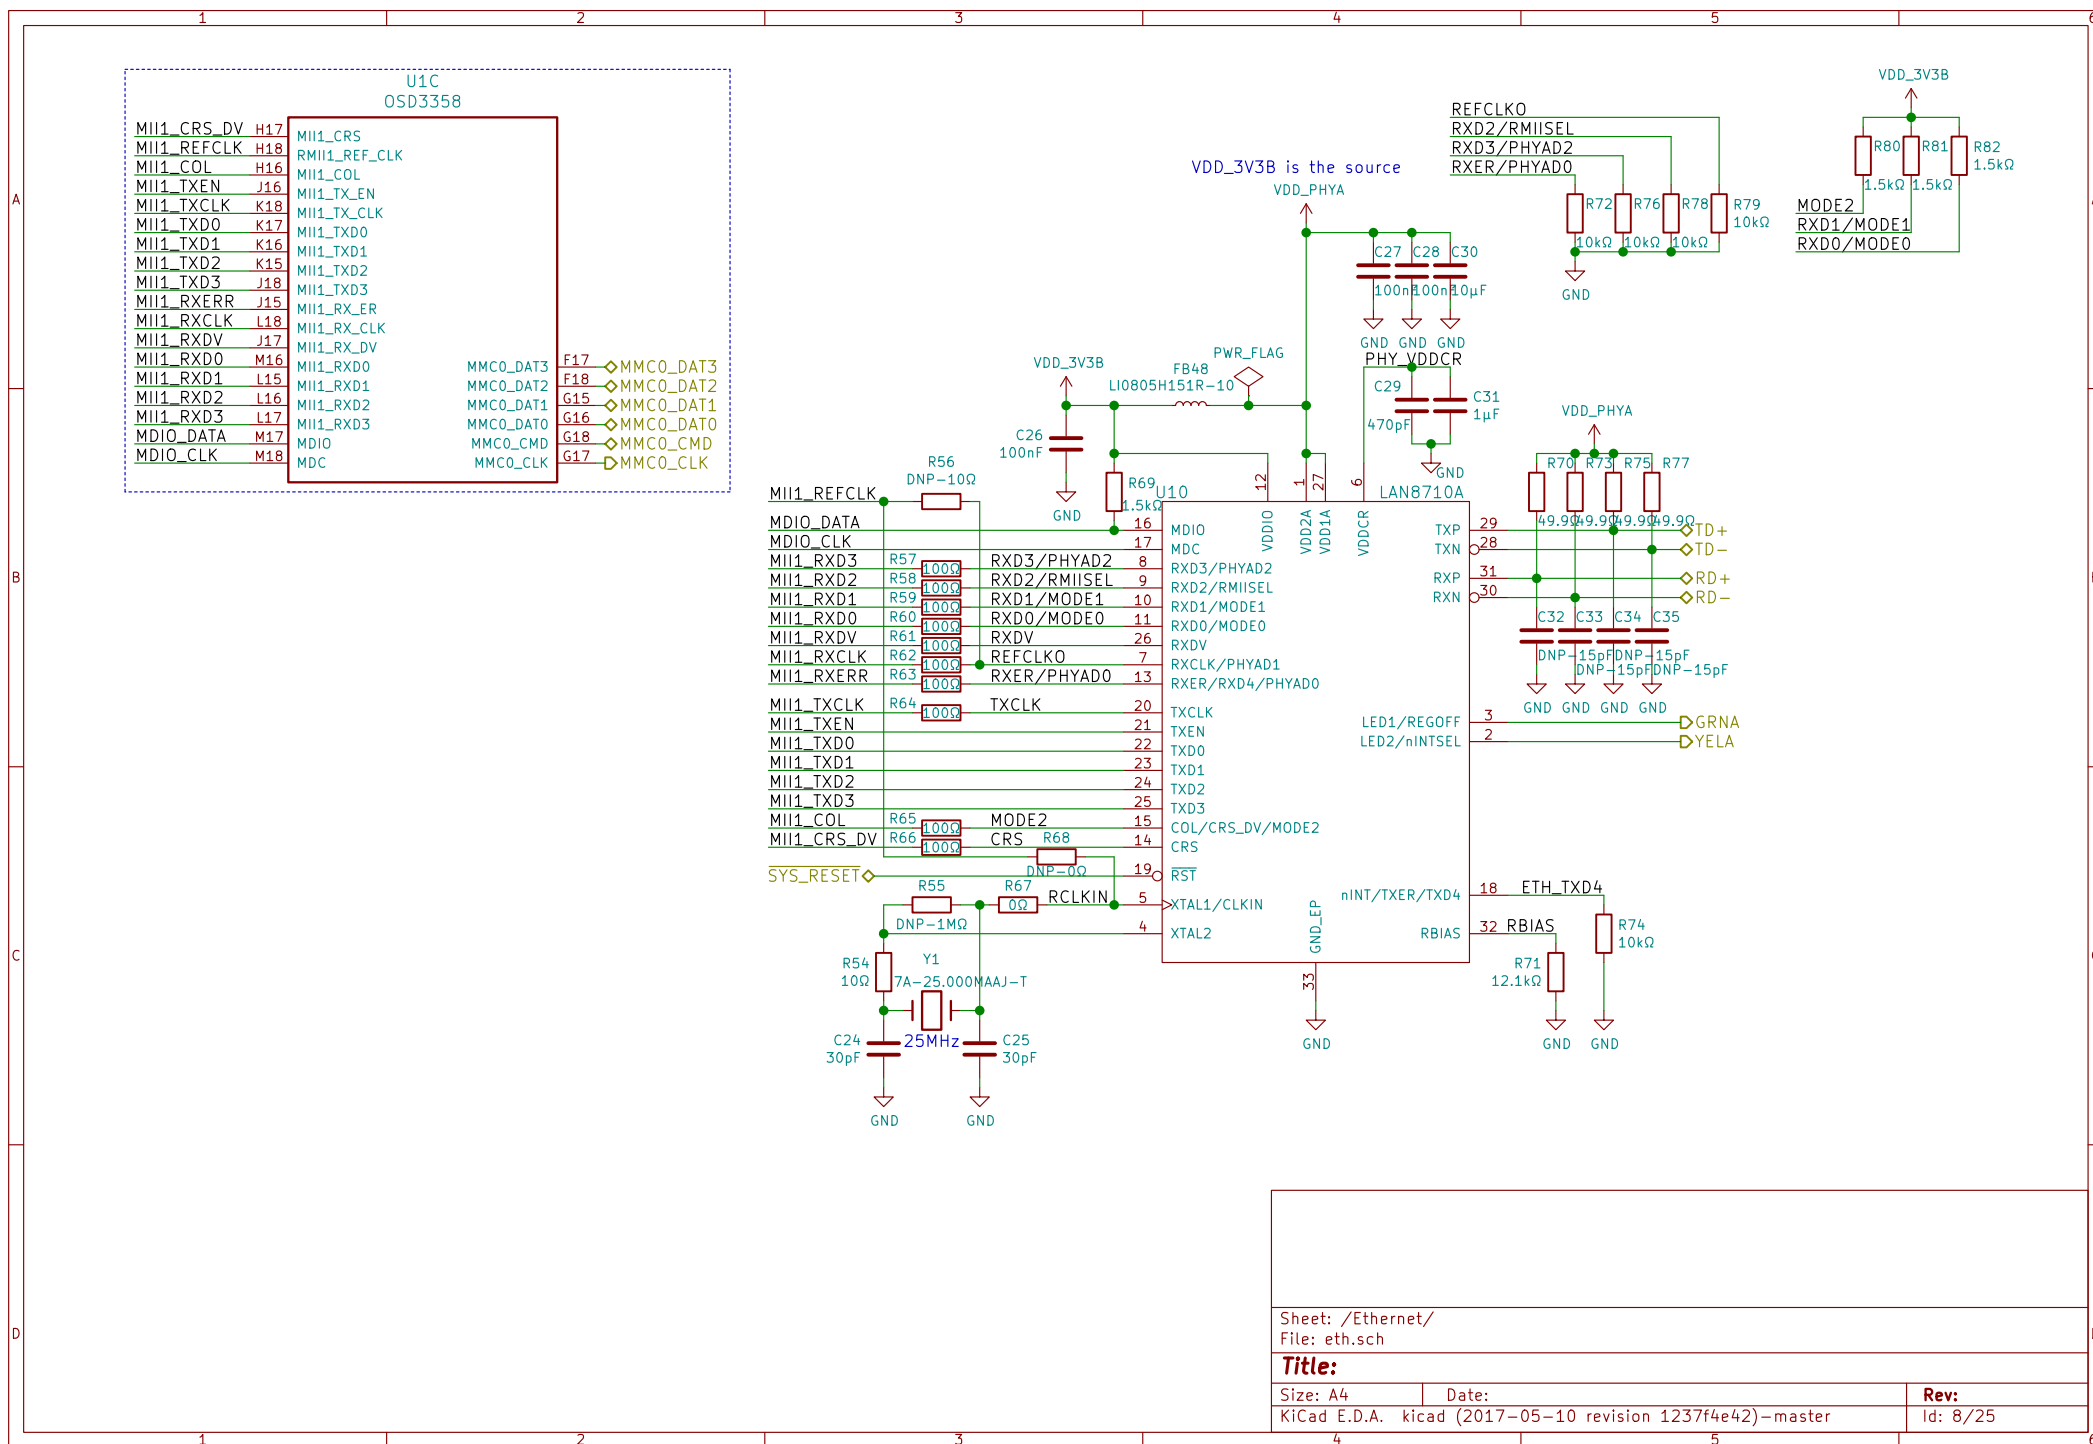 1 2 3 4 5 6
A
B
C
D
U1C
OSD3358
MII1_CRS_DV H17 MII1_CRS
MII1_REFCLK H18 RMII1_REF_CLK
MII1_COL H16 MII1_COL
MII1_TXEN J16 MII1_TX_EN
MII1_TXCLK K18 MII1_TX_CLK
MII1_TXD0 K17 MII1_TXD0
MII1_TXD1 K16 MII1_TXD1
MII1_TXD2 K15 MII1_TXD2
MII1_TXD3 J18 MII1_TXD3
MII1_RXERR J15 MII1_RX_ER
MII1_RXCLK L18 MII1_RX_CLK
MII1_RXDV J17 MII1_RX_DV
MII1_RXD0 M16 MII1_RXD0 MMC0_DAT3 F17 MMC0_DAT3
MII1_RXD1 L15 MII1_RXD1 MMC0_DAT2 F18 MMC0_DAT2
MII1_RXD2 L16 MII1_RXD2 MMC0_DAT1 G15 MMC0_DAT1
MII1_RXD3 L17 MII1_RXD3 MMC0_DAT0 G16 MMC0_DAT0
MDIO_DATA M17 MDIO MMC0_CMD G18 MMC0_CMD
MDIO_CLK M18 MDC MMC0_CLK G17 MMC0_CLK
VDD_3V3B is the source
VDD_PHYA
C27 C28 C30
100nF 100nF 10µF
GND GND GND
PHY_VDDCR
C29 470pF
C31 1µF
GND
PWR_FLAG
FB48
LI0805H151R-10
VDD_3V3B
C26
100nF
GND
R69
1.5kΩ
REFCLKO
RXD2/RMIISEL
RXD3/PHYAD2
RXER/PHYAD0
R72 R76 R78 R79
10kΩ 10kΩ 10kΩ 10kΩ
GND
VDD_3V3B
R80 R81 R82
1.5kΩ 1.5kΩ 1.5kΩ
MODE2
RXD1/MODE1
RXD0/MODE0
VDD_PHYA
R70 R73 R75 R77
49.9Ω 49.9Ω 49.9Ω 49.9Ω
U10 LAN8710A
12 VDDIO
1 VDD2A
27 VDD1A
6 VDDCR
R56
DNP-10Ω
MII1_REFCLK
MDIO_DATA 16 MDIO
MDIO_CLK 17 MDC
MII1_RXD3 R57 100Ω RXD3/PHYAD2 8 RXD3/PHYAD2
MII1_RXD2 R58 100Ω RXD2/RMIISEL 9 RXD2/RMIISEL
MII1_RXD1 R59 100Ω RXD1/MODE1 10 RXD1/MODE1
MII1_RXD0 R60 100Ω RXD0/MODE0 11 RXD0/MODE0
MII1_RXDV R61 100Ω RXDV 26 RXDV
MII1_RXCLK R62 100Ω REFCLKO 7 RXCLK/PHYAD1
MII1_RXERR R63 100Ω RXER/PHYAD0 13 RXER/RXD4/PHYAD0
MII1_TXCLK R64 100Ω TXCLK 20 TXCLK
MII1_TXEN 21 TXEN
MII1_TXD0 22 TXD0
MII1_TXD1 23 TXD1
MII1_TXD2 24 TXD2
MII1_TXD3 25 TXD3
MII1_COL R65 100Ω MODE2 15 COL/CRS_DV/MODE2
MII1_CRS_DV R66 100Ω CRS 14 CRS
R68
DNP-0Ω
SYS_RESET 19 RST
R55 DNP-1MΩ
R67 0Ω
RCLKIN 5 XTAL1/CLKIN
4 XTAL2
R54
10Ω
Y1
7A-25.000MAAJ-T
25MHz
C24
30pF
C25
30pF
GND GND
GND_EP
33
GND
TXP 29 TD+
TXN 28 TD-
RXP 31 RD+
RXN 30 RD-
C32 C33 C34 C35
DNP-15pF DNP-15pF
DNP-15pF DNP-15pF
GND GND GND GND
LED1/REGOFF 3 GRNA
LED2/nINTSEL 2 YELA
nINT/TXER/TXD4 18 ETH_TXD4
RBIAS 32 RBIAS
R74
10kΩ
R71
12.1kΩ
GND GND
Sheet: /Ethernet/
File: eth.sch
Title:
Size: A4 Date: Rev:
KiCad E.D.A. kicad (2017-05-10 revision 1237f4e42)-master Id: 8/25
1 2 3 4 5 6